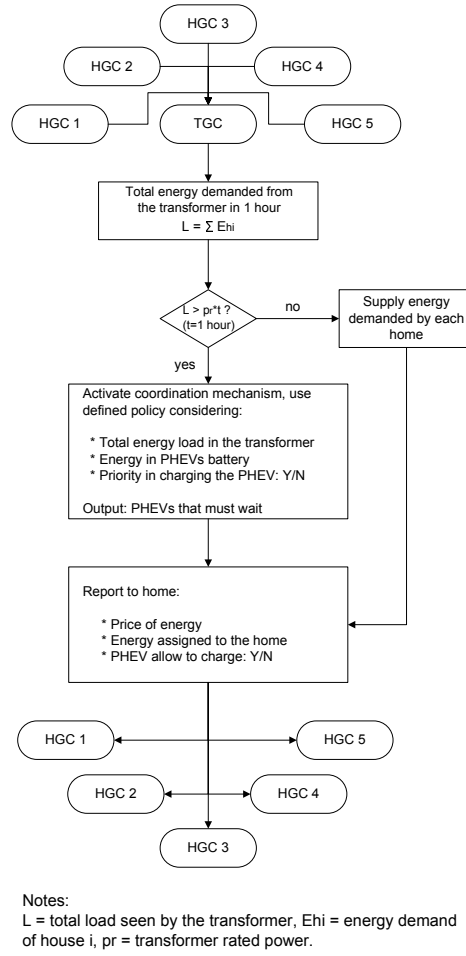 HGC 3
HGC 2
HGC 4
HGC 1
TGC
HGC 5
Total energy demanded from
the transformer in 1 hour
L = Σ Ehi
L > pr*t ?
(t=1 hour)
no
yes
Supply energy
demanded by each
home
Activate coordination mechanism, use
defined policy considering:
* Total energy load in the transformer
* Energy in PHEVs battery
* Priority in charging the PHEV: Y/N
Output: PHEVs that must wait
Report to home:
* Price of energy
* Energy assigned to the home
* PHEV allow to charge: Y/N
HGC 1
HGC 5
HGC 2
HGC 4
HGC 3
Notes:
L = total load seen by the transformer, Ehi = energy demand
of house i, pr = transformer rated power.